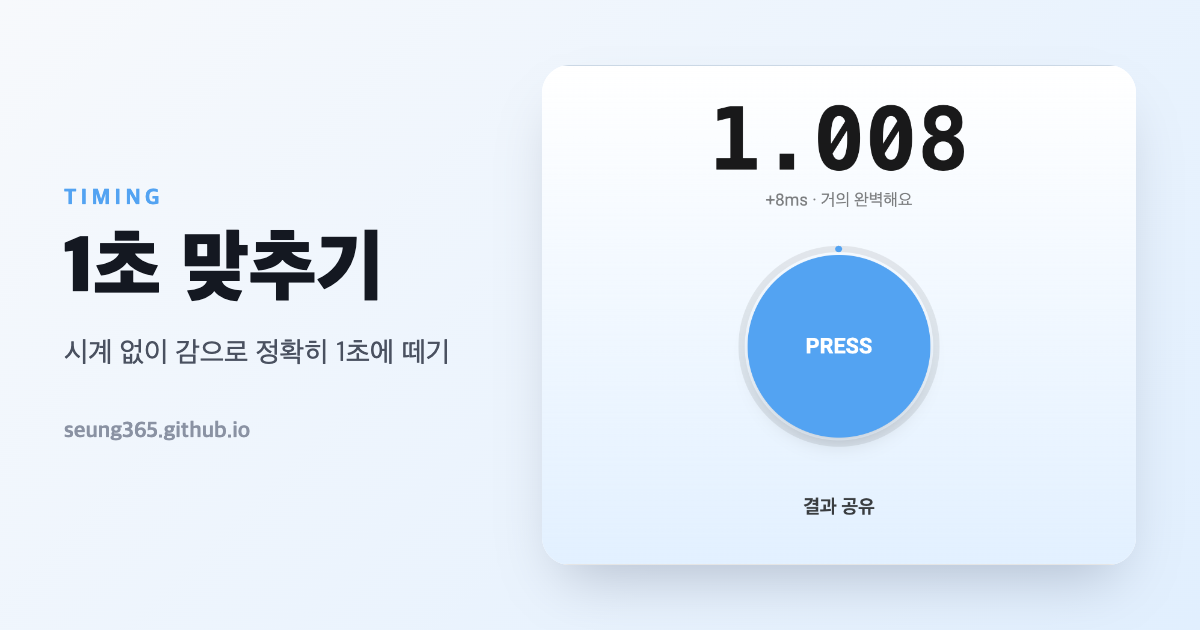 TIMING
1초 맞추기
시계 없이 감으로 정확히 1초에 떼기
seung365.github.io
1.008
+8ms · 거의 완벽해요
PRESS
결과 공유